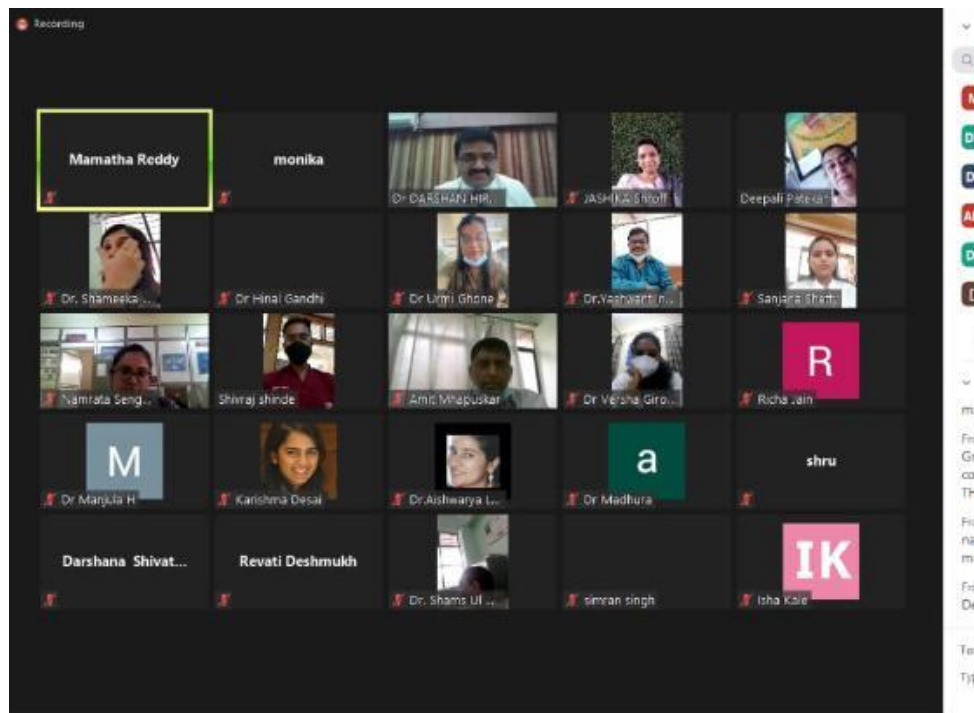 Recording
Mamatha Reddy
monika
Dr DARSHAN HIR...
JASHIKA Shroff
Deepali Patekar
Dr. Shameeka ...
Dr Hinal Gandhi
Dr Urmi Ghone
Dr.Yashwant In...
Sanjana Shett...
Namrata Seng...
Shivraj shinde
Amit Mhapuskar
Dr Versha Giro...
R
Richa Jain
M
Dr Manjula H
Karishma Desai
Dr.Aishwarya L...
a
Dr Madhura
shru
Darshana Shivat...
Revati Deshmukh
Dr. Shams Ul ...
simran singh
IK
Isha Kale